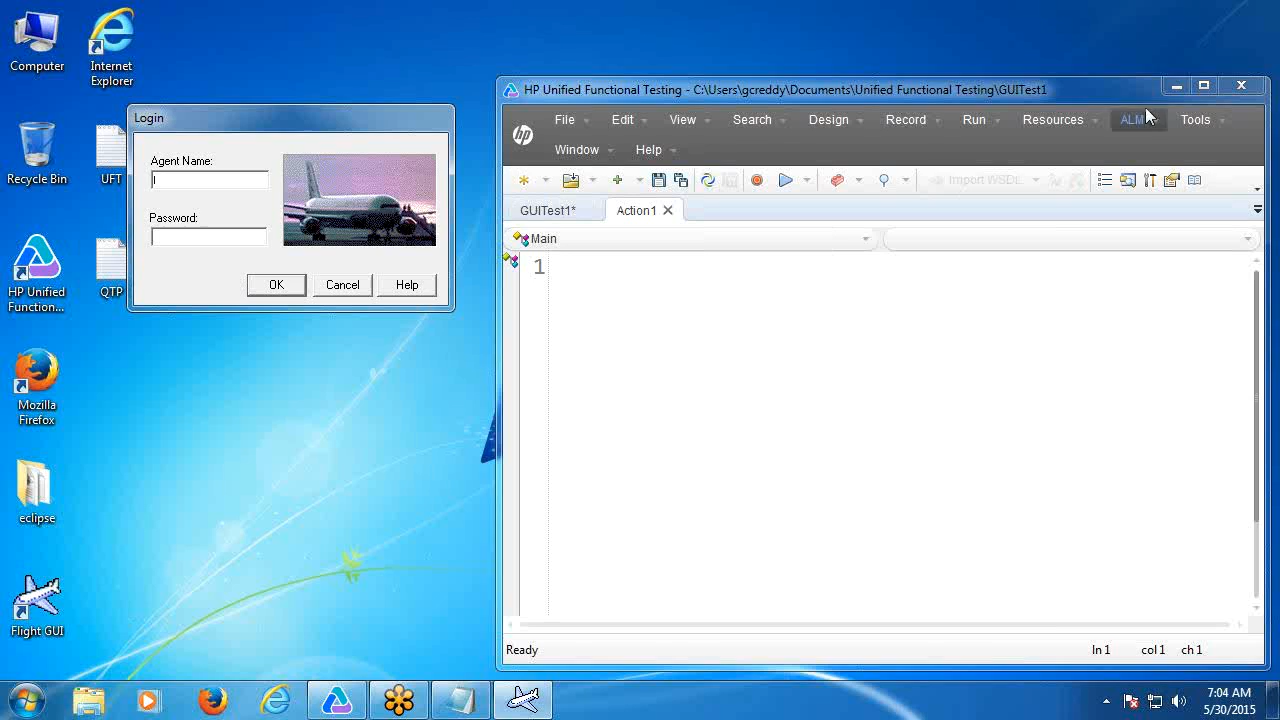 Computer
Internet
Explorer
Recycle Bin
UFT
HP Unified
Function...
QTP
Mozilla
Firefox
eclipse
Flight GUI
Login
Agent Name:
Password:
OK Cancel Help
HP Unified Functional Testing - C:\Users\gcreddy\Documents\Unified Functional Testing\GUITest1
hp
File Edit View Search Design Record Run Resources ALM Tools
Window Help
Import WSDL
GUITest1* Action1
Main
1
Ready ln 1 col 1 ch 1
7:04 AM
5/30/2015